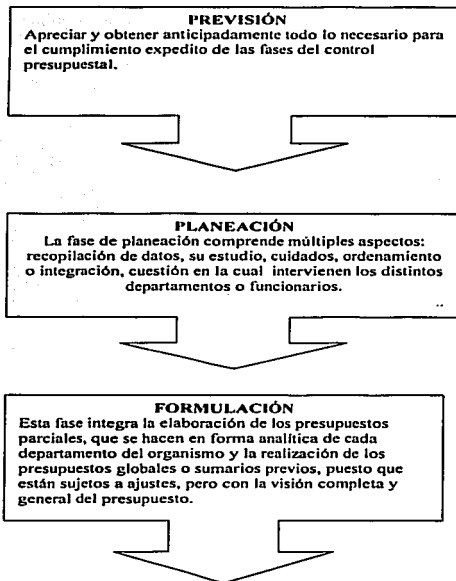 PREVISIÓN
Apreciar y obtener anticipadamente todo lo necesario para
el cumplimiento expedito de las fases del control
presupuestal.
PLANEACIÓN
La fase de planeación comprende múltiples aspectos:
recopilación de datos, su estudio, cuidados, ordenamiento
o integración, cuestión en la cual intervienen los distintos
departamentos o funcionarios.
FORMULACIÓN
Esta fase integra la elaboración de los presupuestos
parciales, que se hacen en forma analítica de cada
departamento del organismo y la realización de los
presupuestos globales o sumarios previos, puesto que
están sujetos a ajustes, pero con la visión completa y
general del presupuesto.